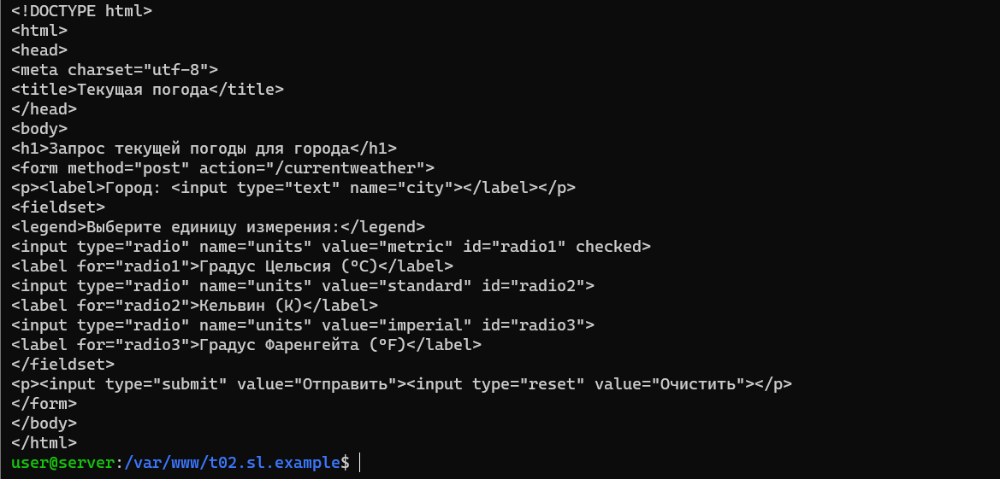 <!DOCTYPE html>
<html>
<head>
<meta charset="utf-8">
<title>Текущая погода</title>
</head>
<body>
<h1>Запрос текущей погоды для города</h1>
<form method="post" action="/currentweather">
<p><label>Город: <input type="text" name="city"></label></p>
<fieldset>
<legend>Выберите единицу измерения:</legend>
<input type="radio" name="units" value="metric" id="radio1" checked>
<label for="radio1">Градус Цельсия (°C)</label>
<input type="radio" name="units" value="standard" id="radio2">
<label for="radio2">Кельвин (К)</label>
<input type="radio" name="units" value="imperial" id="radio3">
<label for="radio3">Градус Фаренгейта (°F)</label>
</fieldset>
<p><input type="submit" value="Отправить"><input type="reset" value="Очистить"></p>
</form>
</body>
</html>
user@server:/var/www/t02.sl.example$